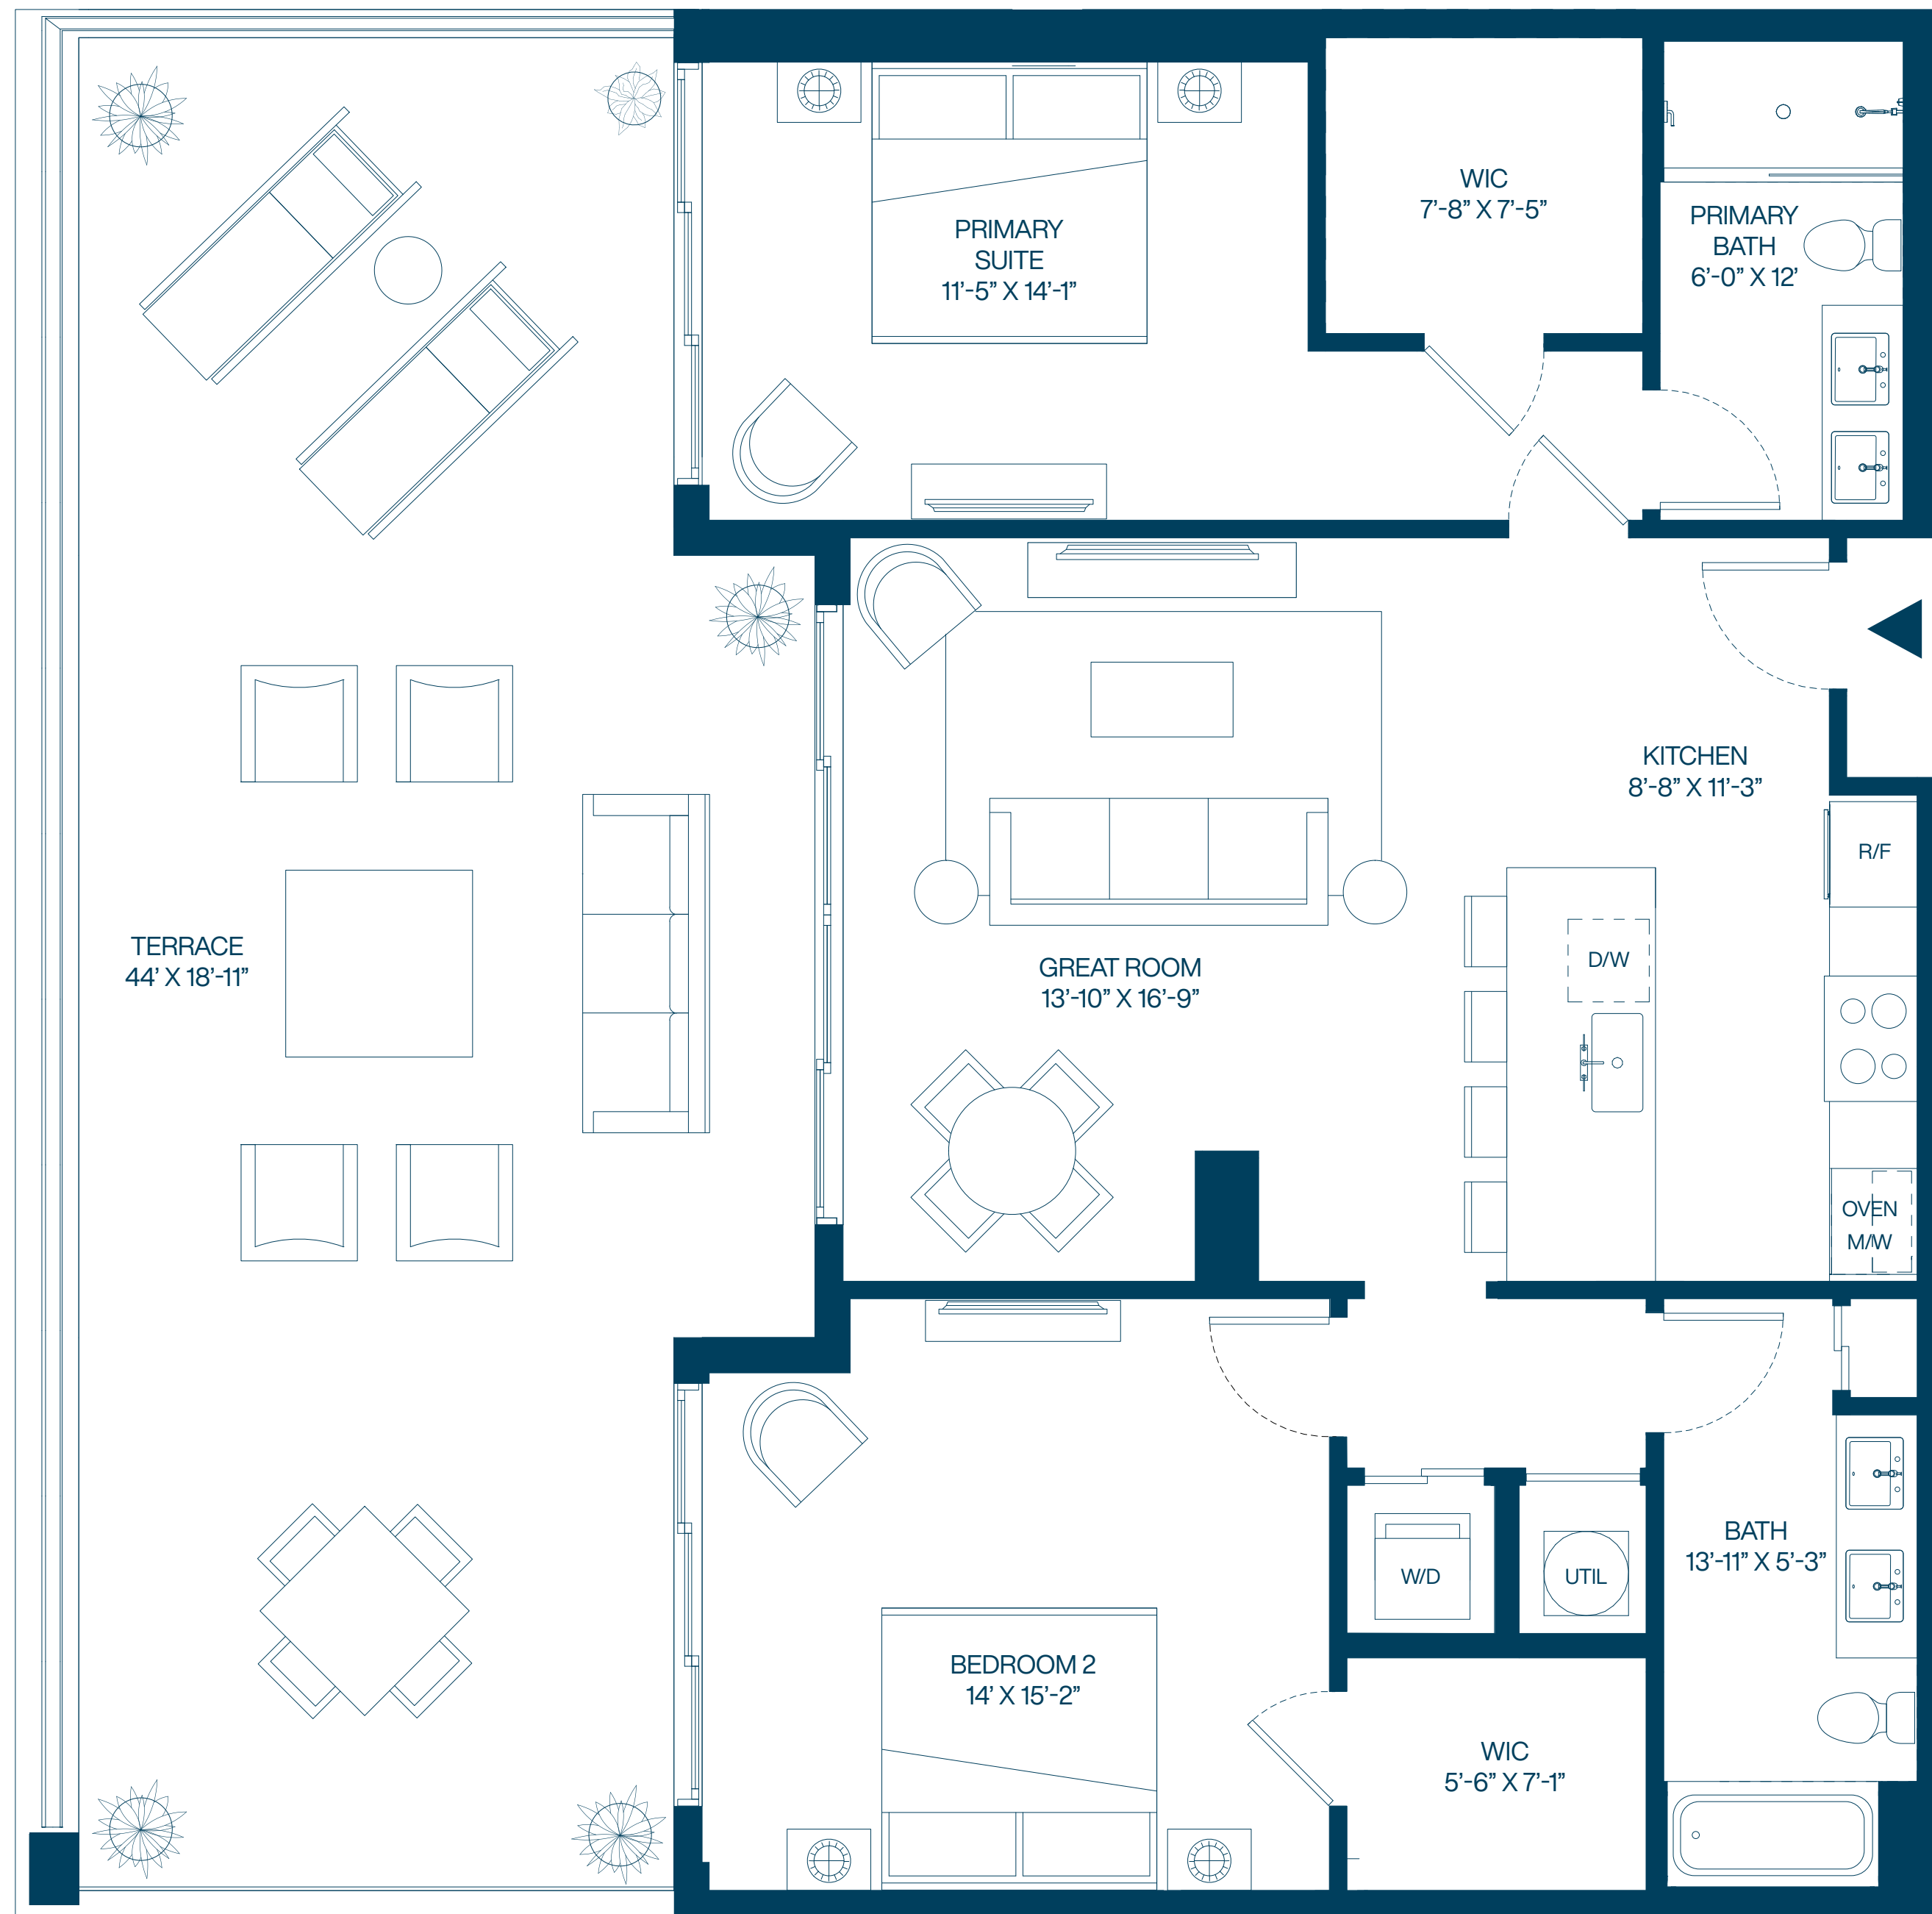 WIC
7’-8” X 7’-5”
PRIMARY
BATH
6’-0” X 12’
PRIMARY
SUITE
11’-5” X 14’-1”
KITCHEN
8’-8” X 11’-3”
R/F
D/W
TERRACE
44’ X 18’-11”
GREAT ROOM
13’-10” X 16’-9”
OVEN
M/W
BATH
13’-11” X 5’-3”
W/D
UTIL
BEDROOM 2
14’ X 15’-2”
WIC
5’-6” X 7’-1”